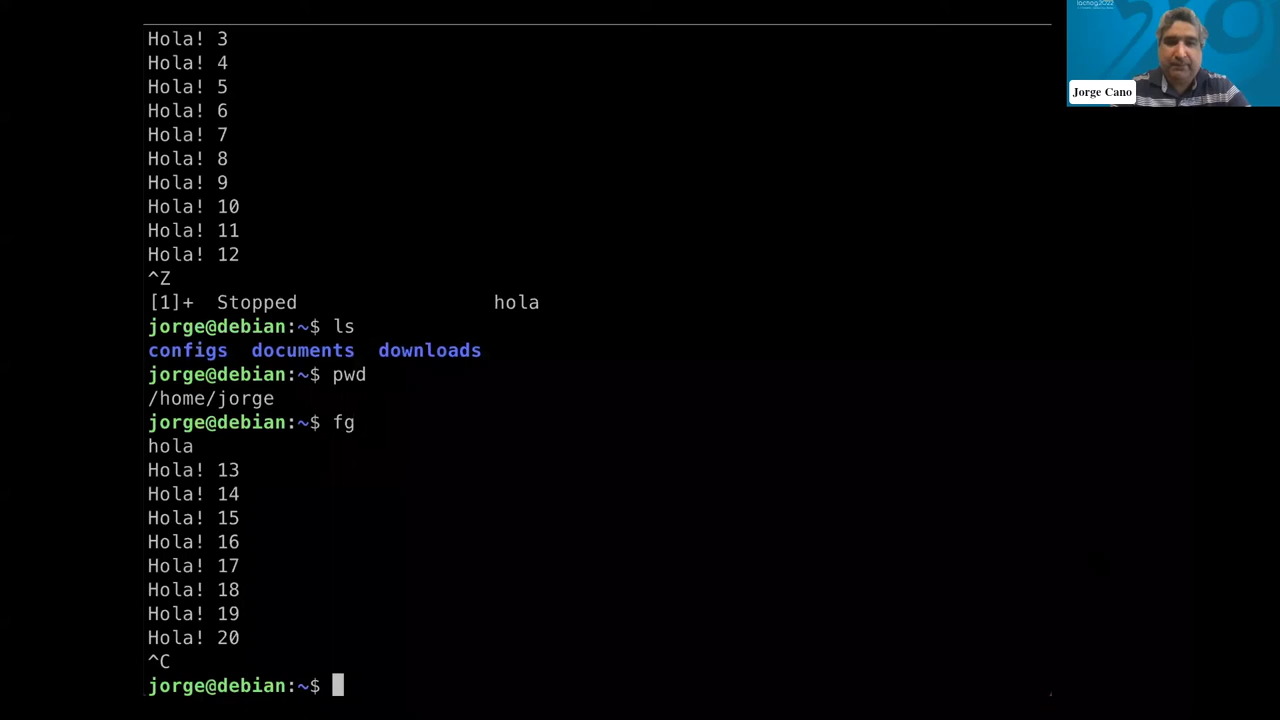 Hola! 3
Hola! 4
Hola! 5
Hola! 6
Hola! 7
Hola! 8
Hola! 9
Hola! 10
Hola! 11
Hola! 12
^Z
[1]+  Stopped                 hola
jorge@debian:~$ ls
configs  documents  downloads
jorge@debian:~$ pwd
/home/jorge
jorge@debian:~$ fg
hola
Hola! 13
Hola! 14
Hola! 15
Hola! 16
Hola! 17
Hola! 18
Hola! 19
Hola! 20
^C
jorge@debian:~$
lacnog2022
Jorge Cano